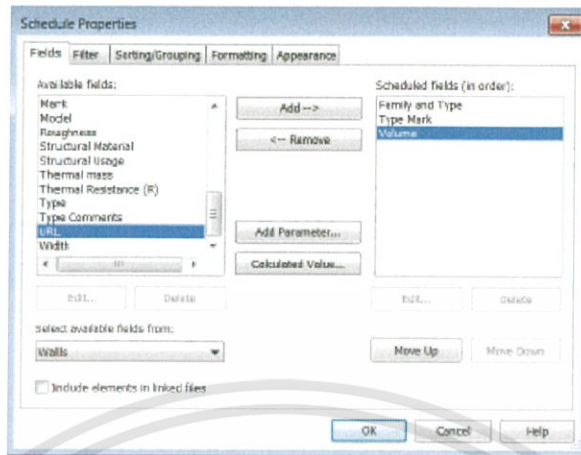 Schedule Properties
Fields Filter Sorting/Grouping Formatting Appearance
Available fields:
Mark
Model
Roughness
Structural Material
Structural Usage
Thermal mass
Thermal Resistance (R)
Type
Type Comments
URL
Width
Add -->
<-- Remove
Add Parameter...
Calculated Value...
Scheduled fields (in order):
Family and Type
Type Mark
Volume
Edit... Delete
Edit... Delete
Select available fields from:
Walls
Move Up Move Down
Include elements in linked files
OK Cancel Help